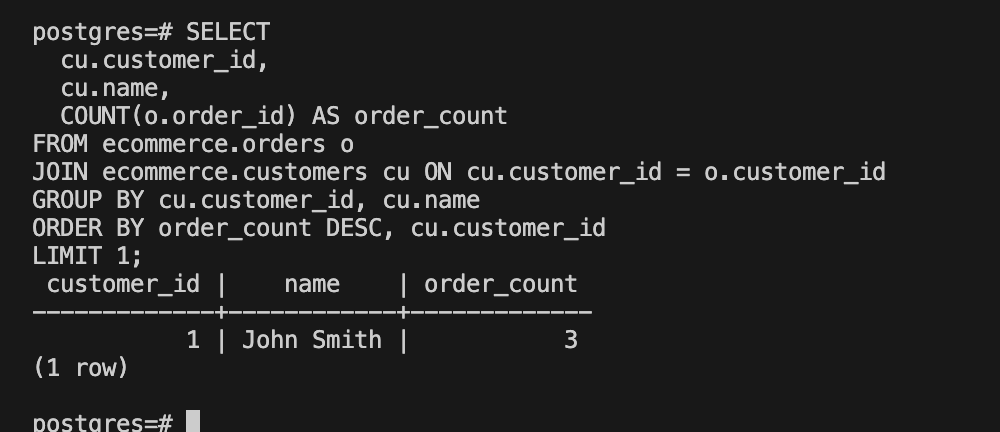 postgres=# SELECT
  cu.customer_id,
  cu.name,
  COUNT(o.order_id) AS order_count
FROM ecommerce.orders o
JOIN ecommerce.customers cu ON cu.customer_id = o.customer_id
GROUP BY cu.customer_id, cu.name
ORDER BY order_count DESC, cu.customer_id
LIMIT 1;
 customer_id |    name    | order_count
-------------+------------+-------------
           1 | John Smith |           3
(1 row)
postgres=#